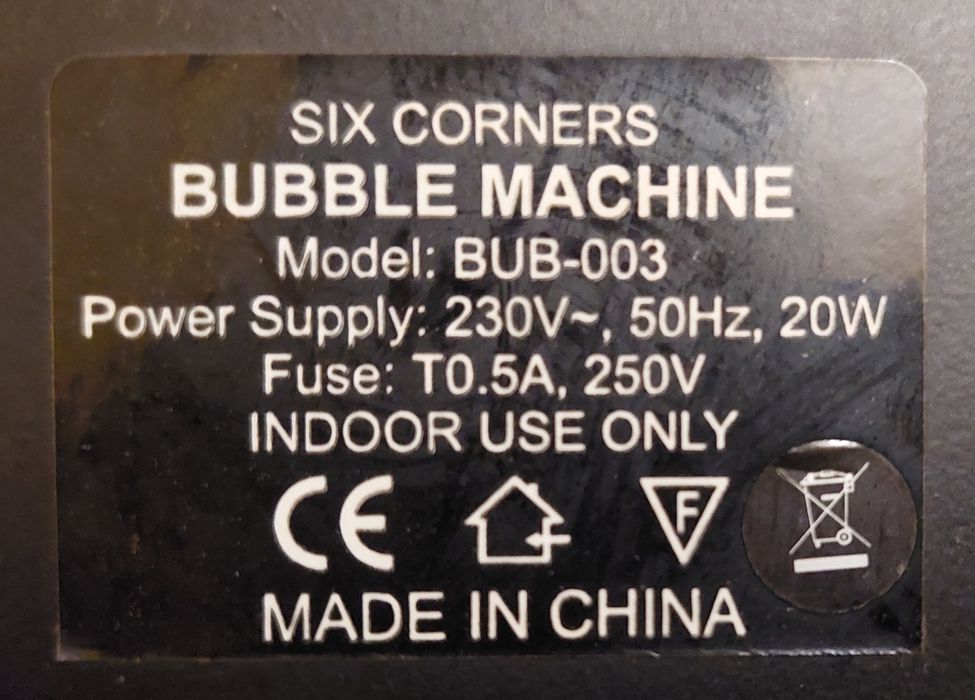 SIX CORNERS
BUBBLE MACHINE
Model: BUB-003
Power Supply: 230V~, 50Hz, 20W
Fuse: T0.5A, 250V
INDOOR USE ONLY
CE F
MADE IN CHINA